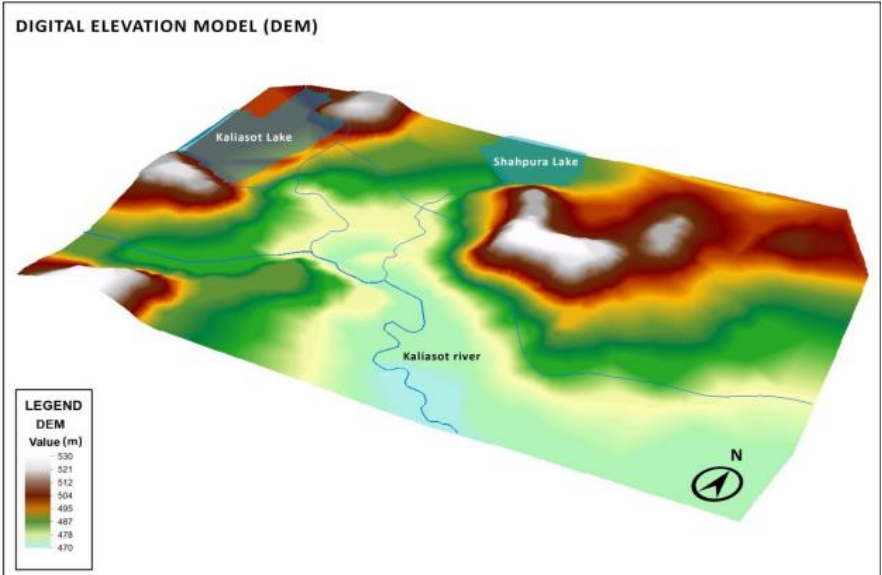 DIGITAL ELEVATION MODEL (DEM)
Kaliasot Lake
Shahpura Lake
Kaliasot river
LEGEND
DEM
Value (m)
530
521
512
504
495
487
478
470
N